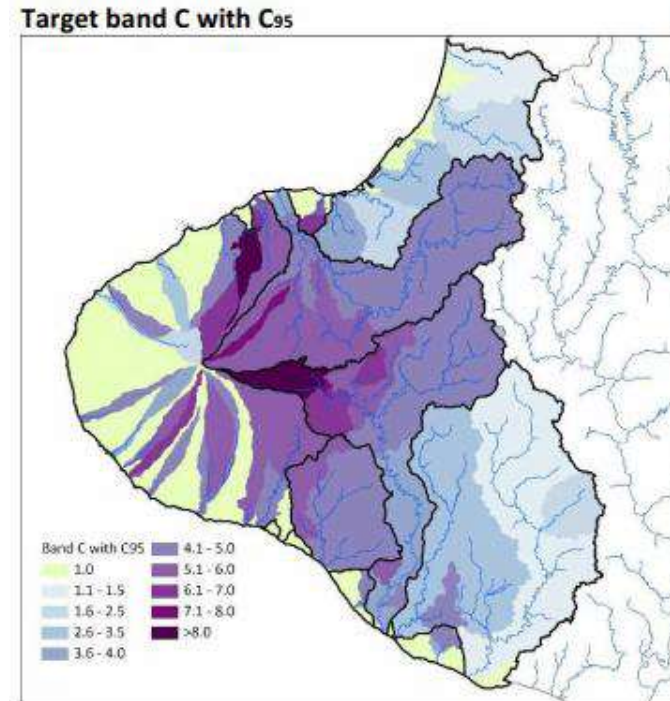 Target band C with C95
Band C with C95
1.0
1.1 - 1.5
1.6 - 2.5
2.6 - 3.5
3.6 - 4.0
4.1 - 5.0
5.1 - 6.0
6.1 - 7.0
7.1 - 8.0
>8.0